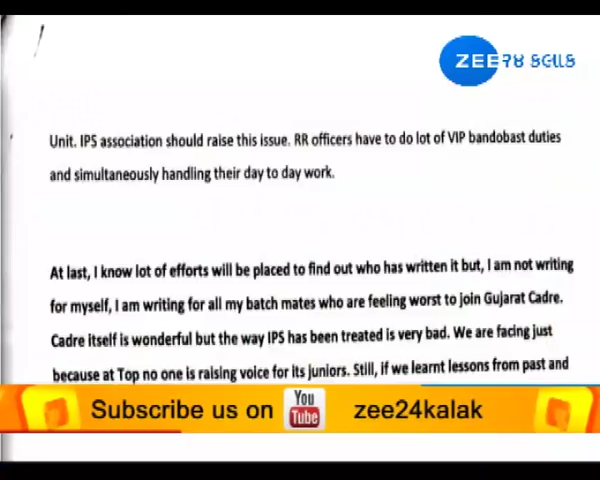 ZEE ૨૪ કલાક
Unit. IPS association should raise this issue. RR officers have to do lot of VIP bandobast duties
and simultaneously handling their day to day work.
At last, I know lot of efforts will be placed to find out who has written it but, I am not writing
for myself, I am writing for all my batch mates who are feeling worst to join Gujarat Cadre.
Cadre itself is wonderful but the way IPS has been treated is very bad. We are facing just
because at Top no one is raising voice for its juniors. Still, if we learnt lessons from past and
Subscribe us on You Tube zee24kalak